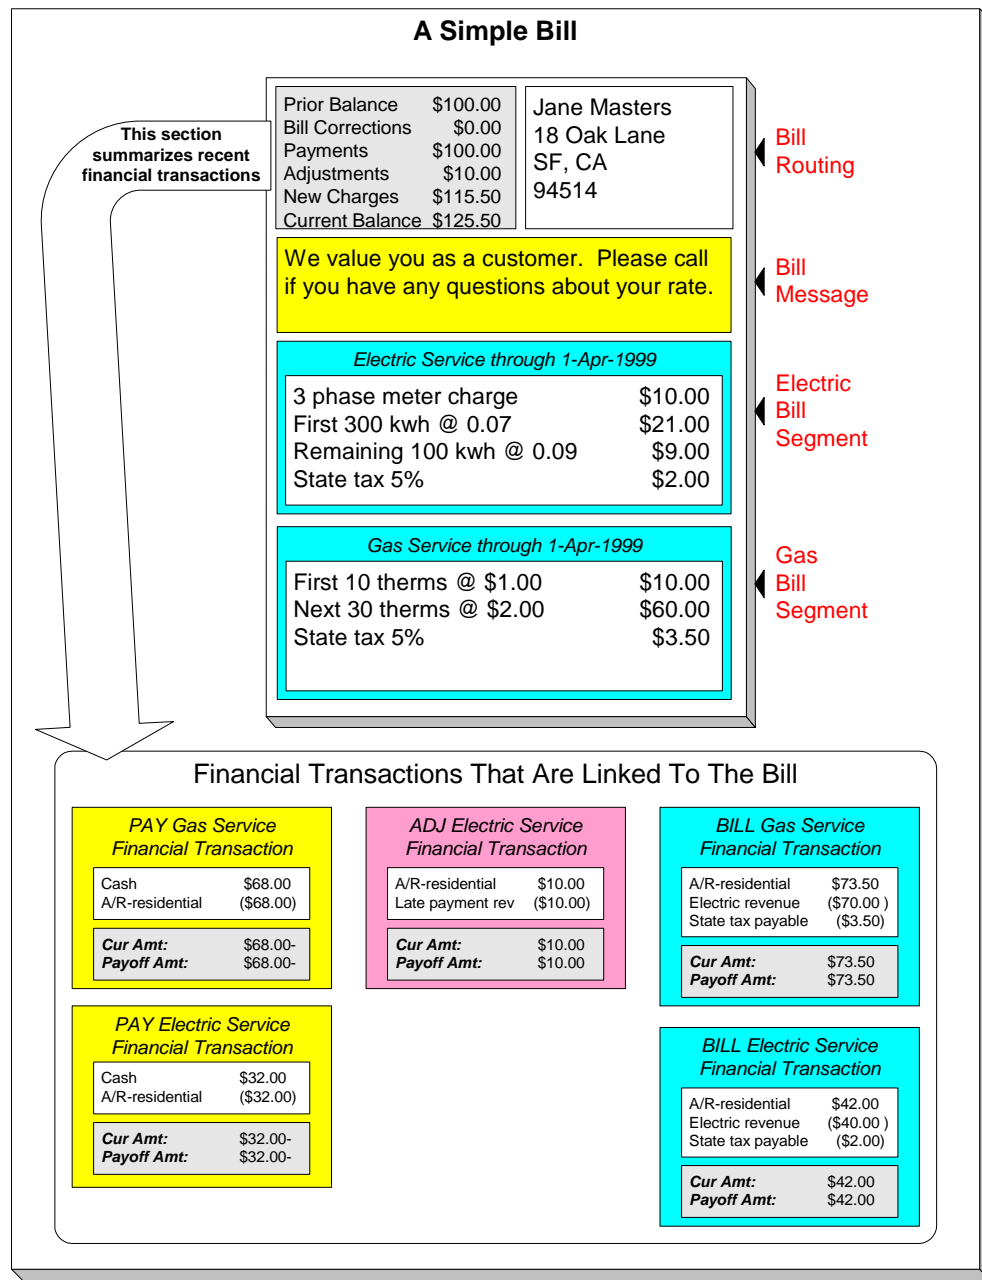 A Simple Bill
This section
summarizes recent
financial transactions
Prior Balance $100.00
Bill Corrections $0.00
Payments $100.00
Adjustments $10.00
New Charges $115.50
Current Balance $125.50
Jane Masters
18 Oak Lane
SF, CA
94514
Bill
Routing
We value you as a customer. Please call
if you have any questions about your rate.
Bill
Message
Electric Service through 1-Apr-1999
3 phase meter charge $10.00
First 300 kwh @ 0.07 $21.00
Remaining 100 kwh @ 0.09 $9.00
State tax 5% $2.00
Electric
Bill
Segment
Gas Service through 1-Apr-1999
First 10 therms @ $1.00 $10.00
Next 30 therms @ $2.00 $60.00
State tax 5% $3.50
Gas
Bill
Segment
Financial Transactions That Are Linked To The Bill
PAY Gas Service
Financial Transaction
Cash $68.00
A/R-residential ($68.00)
Cur Amt: $68.00-
Payoff Amt: $68.00-
ADJ Electric Service
Financial Transaction
A/R-residential $10.00
Late payment rev ($10.00)
Cur Amt: $10.00
Payoff Amt: $10.00
BILL Gas Service
Financial Transaction
A/R-residential $73.50
Electric revenue ($70.00 )
State tax payable ($3.50)
Cur Amt: $73.50
Payoff Amt: $73.50
PAY Electric Service
Financial Transaction
Cash $32.00
A/R-residential ($32.00)
Cur Amt: $32.00-
Payoff Amt: $32.00-
BILL Electric Service
Financial Transaction
A/R-residential $42.00
Electric revenue ($40.00 )
State tax payable ($2.00)
Cur Amt: $42.00
Payoff Amt: $42.00